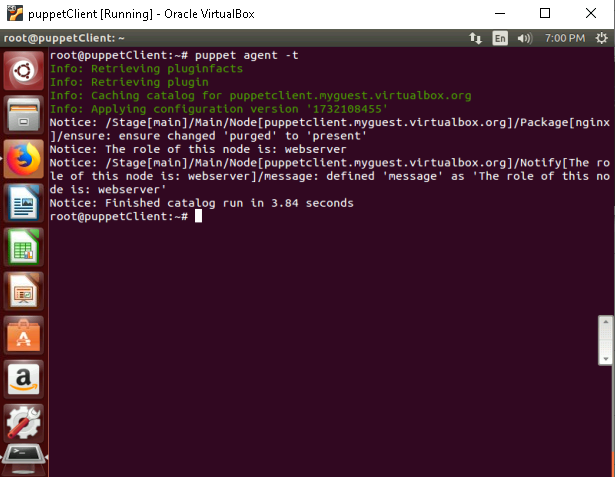 puppetClient [Running] - Oracle VirtualBox
root@puppetClient: ~
En
7:00 PM
root@puppetClient:~# puppet agent -t
Info: Retrieving pluginfacts
Info: Retrieving plugin
Info: Caching catalog for puppetclient.myguest.virtualbox.org
Info: Applying configuration version '1732108455'
Notice: /Stage[main]/Main/Node[puppetclient.myguest.virtualbox.org]/Package[nginx
]/ensure: ensure changed 'purged' to 'present'
Notice: The role of this node is: webserver
Notice: /Stage[main]/Main/Node[puppetclient.myguest.virtualbox.org]/Notify[The ro
le of this node is: webserver]/message: defined 'message' as 'The role of this no
de is: webserver'
Notice: Finished catalog run in 3.84 seconds
root@puppetClient:~#